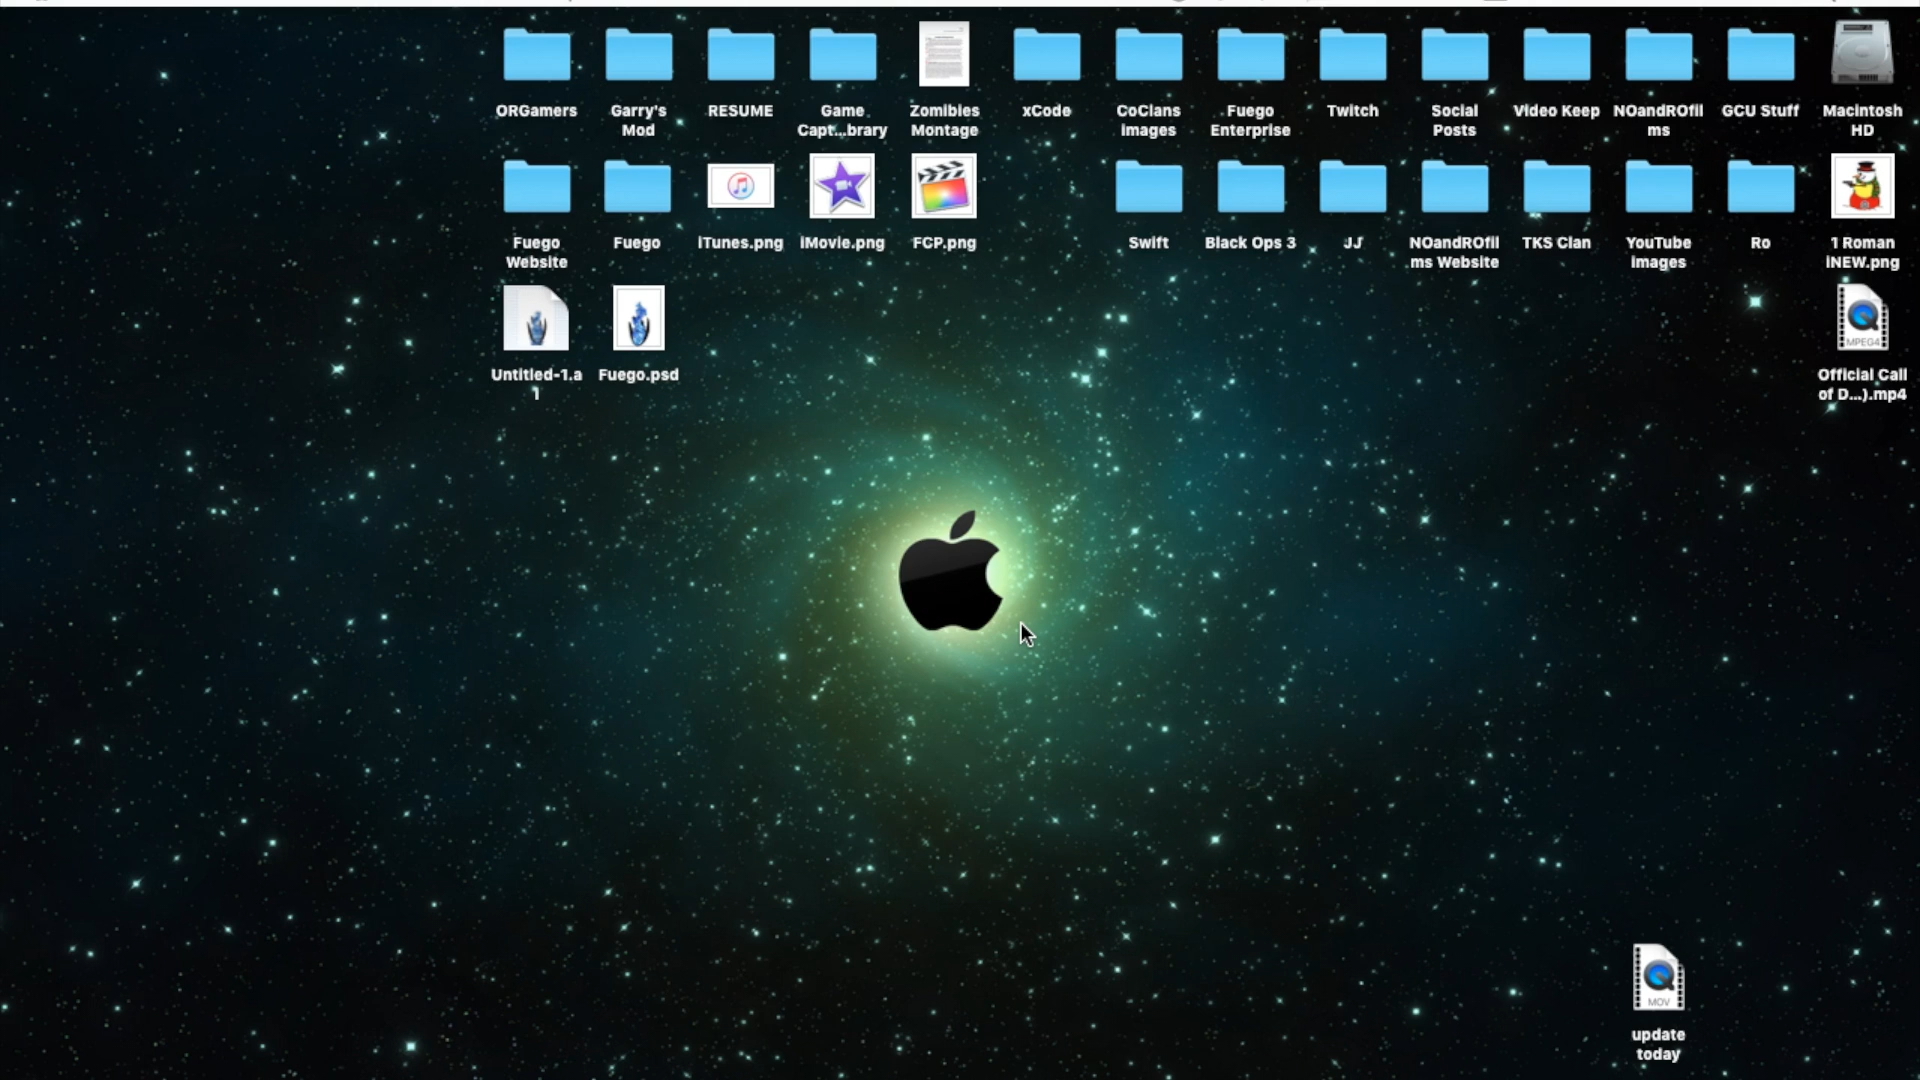 ORGamers
Garry's
Mod
RESUME
Game
Capt...brary
Zomibies
Montage
xCode
CoClans
images
Fuego
Enterprise
Twitch
Social
Posts
Video Keep
NOandROfil
ms
GCU Stuff
Macintosh
HD
Fuego
Website
Fuego
iTunes.png
iMovie.png
FCP.png
Swift
Black Ops 3
JJ
NOandROfil
ms Website
TKS Clan
YouTube
Images
Ro
1 Roman
iNEW.png
Untitled-1.a
i
Fuego.psd
MPEG4
Official Call
of D...).mp4
MOV
update
today